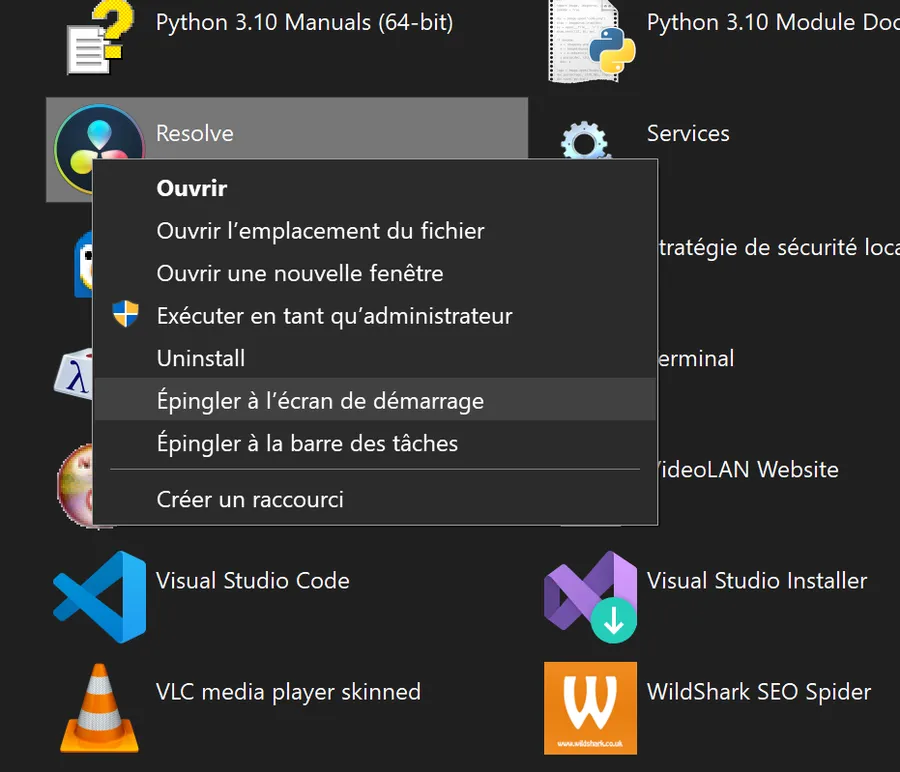 Python 3.10 Manuals (64-bit)
Python 3.10 Module Doc
Resolve
Services
Ouvrir
Ouvrir l’emplacement du fichier
Ouvrir une nouvelle fenêtre
tratégie de sécurité loca
Exécuter en tant qu’administrateur
Uninstall
erminal
Épingler à l’écran de démarrage
Épingler à la barre des tâches
VideoLAN Website
Créer un raccourci
Visual Studio Code
Visual Studio Installer
VLC media player skinned
WildShark SEO Spider
W
www.wildshark.co.uk